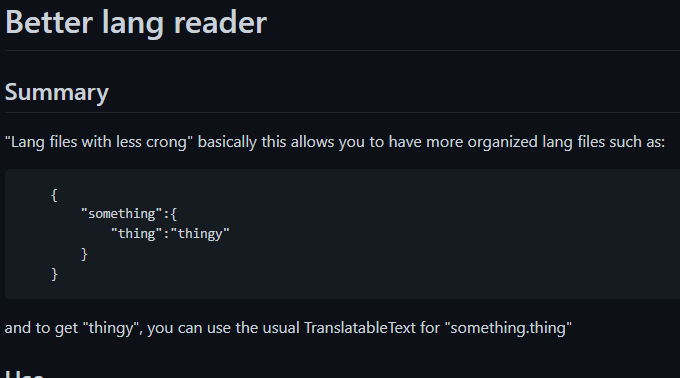 Better lang reader
Summary
"Lang files with less crong" basically this allows you to have more organized lang files such as:
{
"something":{
"thing":"thingy"
}
}
and to get "thingy", you can use the usual TranslatableText for "something.thing"
Use